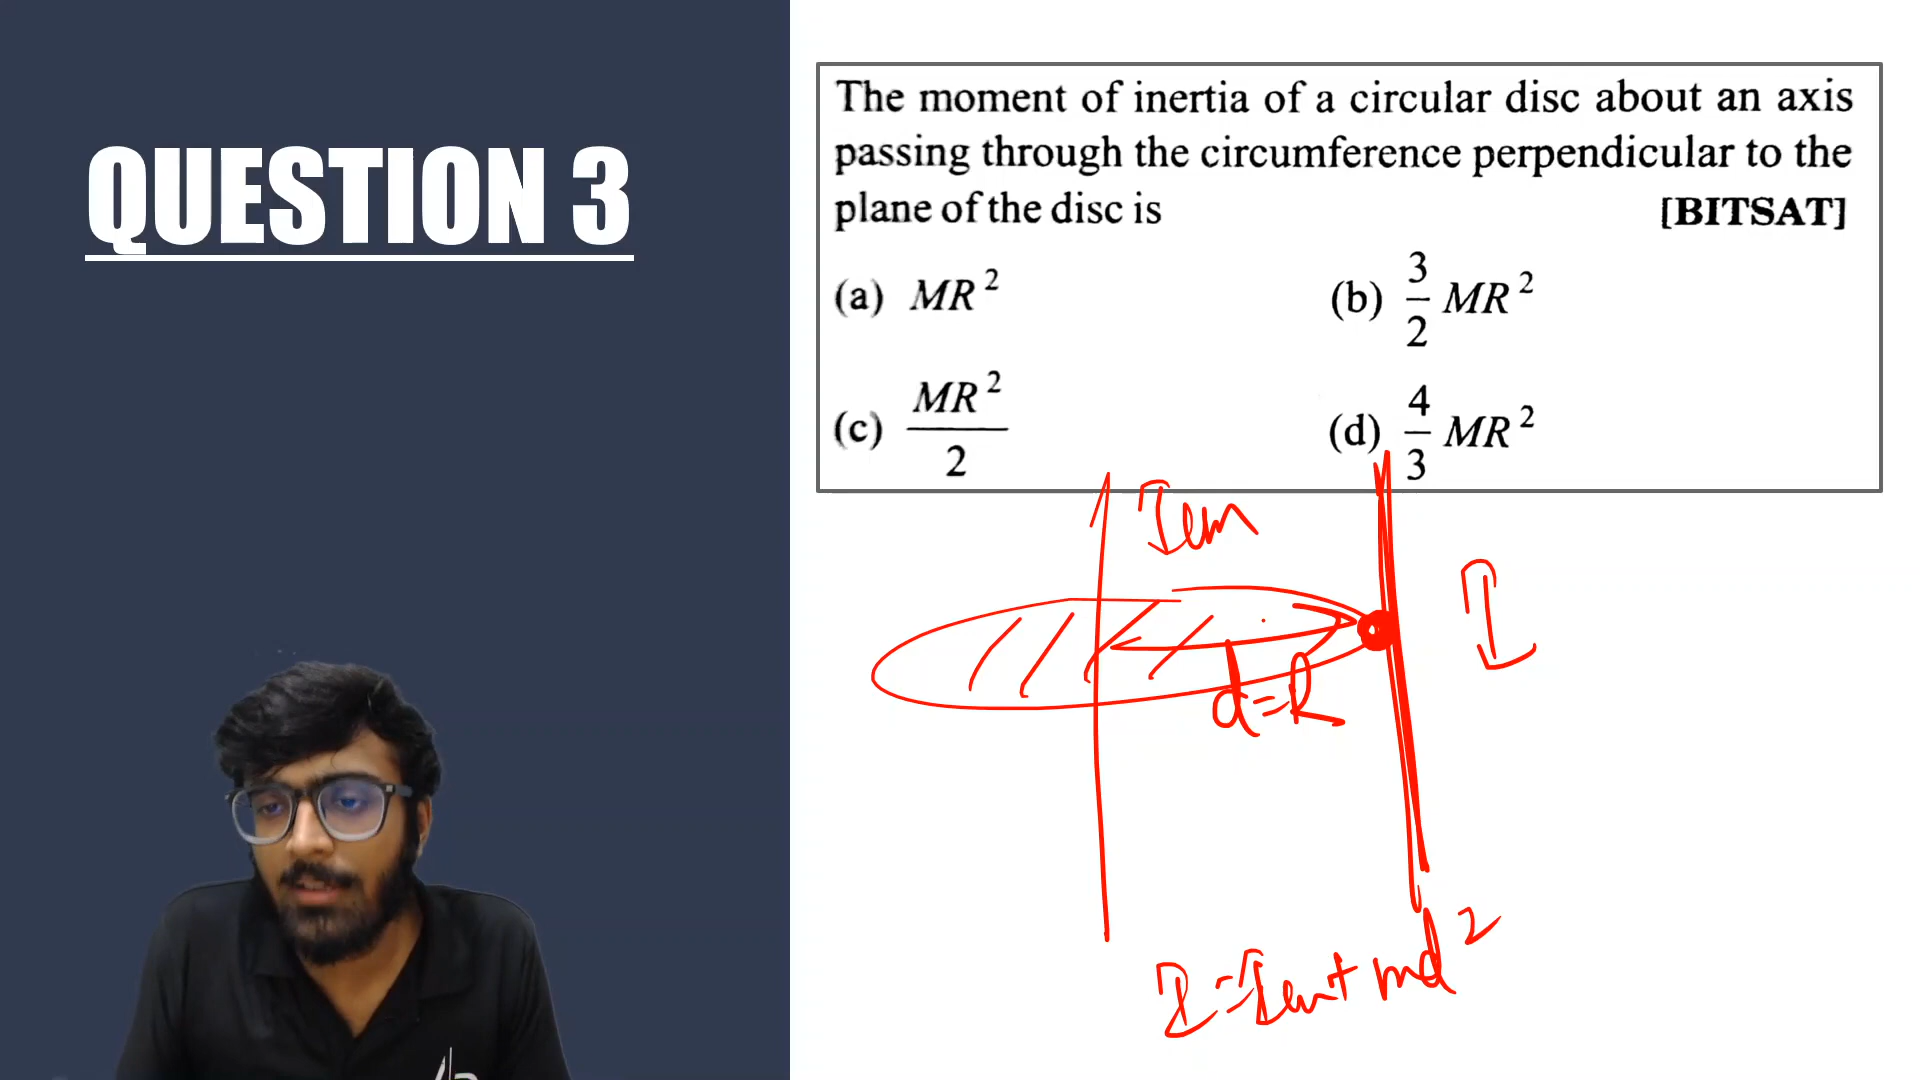 QUESTION 3
The moment of inertia of a circular disc about an axis
passing through the circumference perpendicular to the
plane of the disc is [BITSAT]
(a) MR² (b) 3/2 MR²
(c) MR²/2 (d) 4/3 MR²
Icm
I
d=R
I=Icm+md²